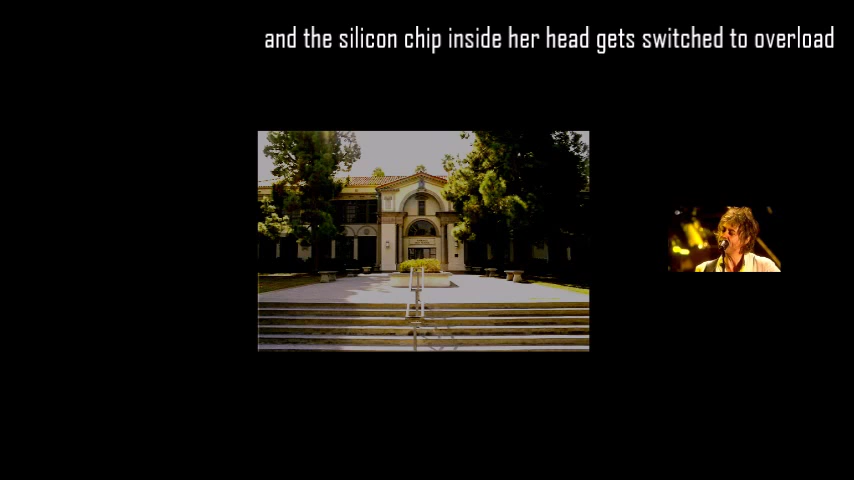 and the silicon chip inside her head gets switched to overload